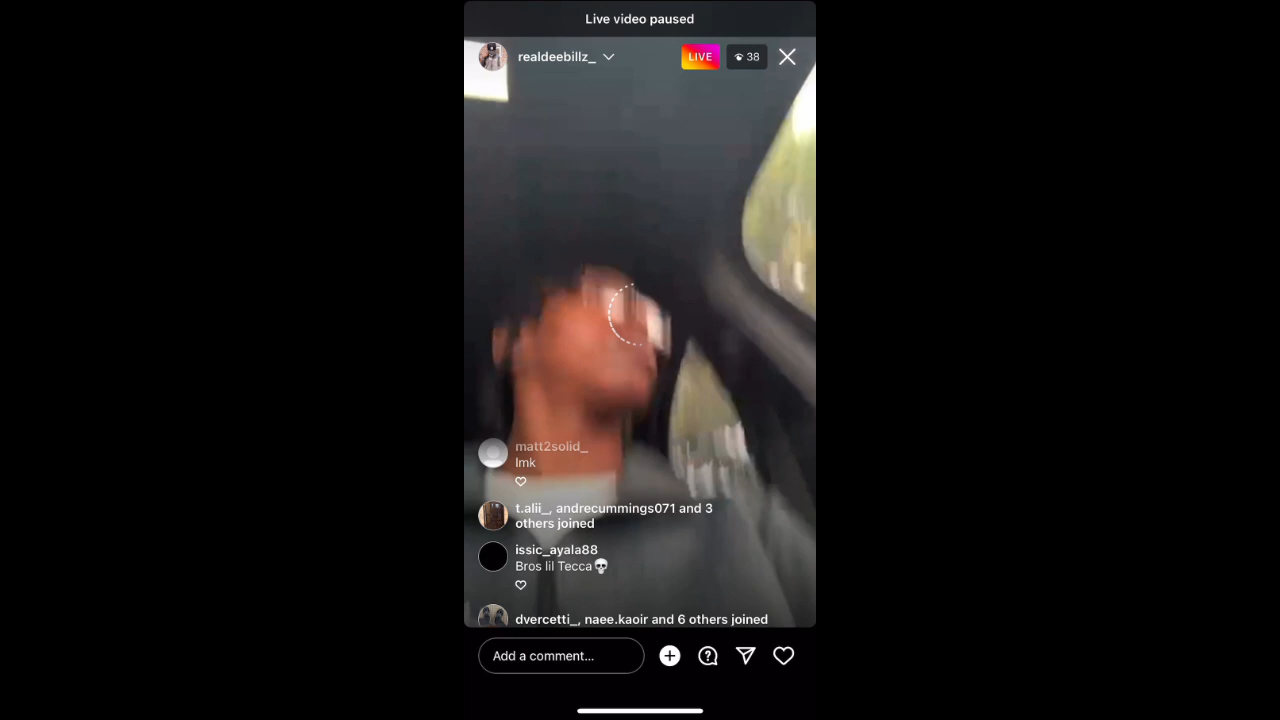 Live video paused
realdeebillz_
LIVE
38
matt2solid_
lmk
t.alii_, andrecummings071 and 3
others joined
issic_ayala88
Bros lil Tecca💀
dvercetti_, naee.kaoir and 6 others joined
Add a comment...